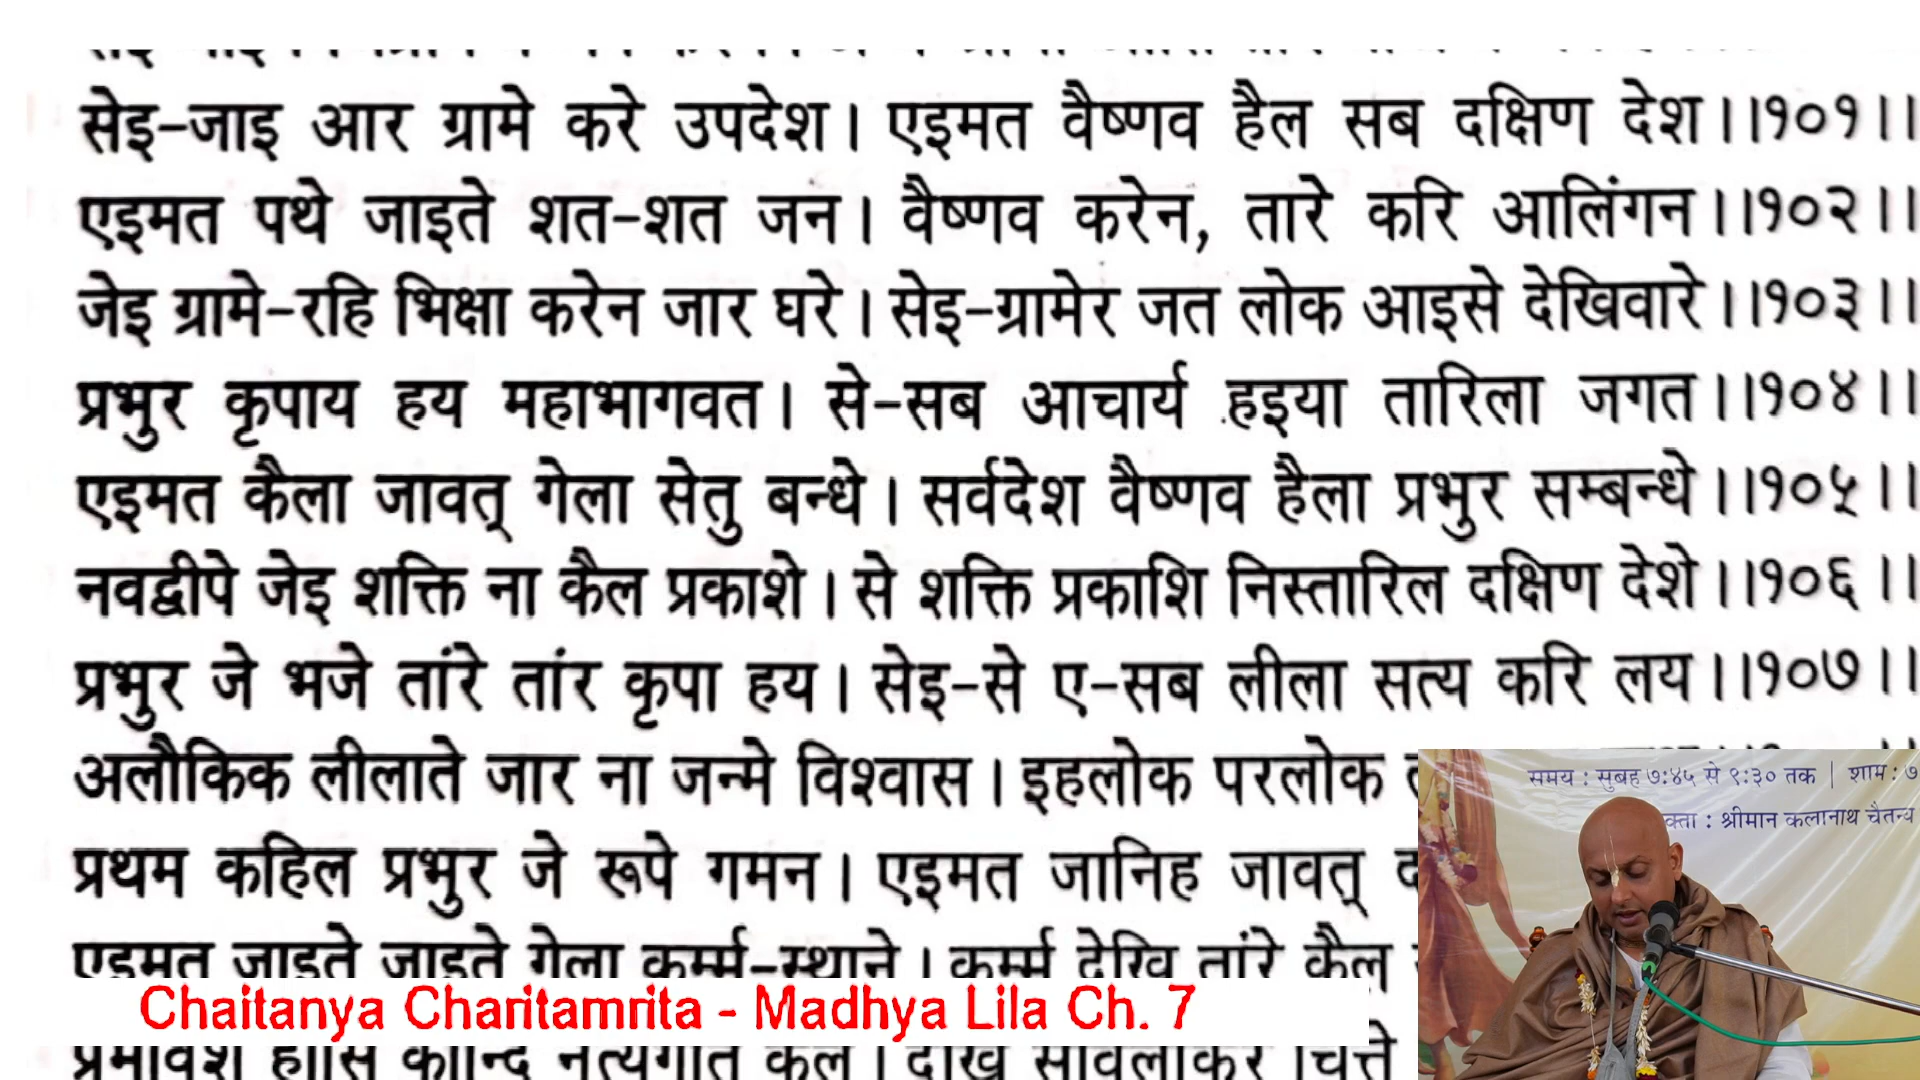 सेइ-जाइ आर ग्रामे करे उपदेश। एइमत वैष्णव हैल सब दक्षिण देश।।१०१।।
एइमत पथे जाइते शत-शत जन। वैष्णव करेन, तारे करि आलिंगन।।१०२।।
जेइ ग्रामे-रहि भिक्षा करेन जार घरे। सेइ-ग्रामेर जत लोक आइसे देखिवारे।।१०३।।
प्रभुर कृपाय हय महाभागवत। से-सब आचार्य हइया तारिला जगत।।१०४।।
एइमत कैला जावत् गेला सेतु बन्धे। सर्वदेश वैष्णव हैला प्रभुर सम्बन्धे।।१०५।।
नवद्वीपे जेइ शक्ति ना कैल प्रकाशे। से शक्ति प्रकाशि निस्तारिल दक्षिण देशे।।१०६।।
प्रभुर जे भजे तांरे तांर कृपा हय। सेइ-से ए-सब लीला सत्य करि लय।।१०७।।
अलौकिक लीलाते जार ना जन्मे विश्वास। इहलोक परलोक
प्रथम कहिल प्रभुर जे रूपे गमन। एइमत जानिह जावत्
एइमत जाइते जाइते गेला कूर्म्म-स्थाने। कूर्म्म देखि तांरे कैल
Chaitanya Charitamrita - Madhya Lila Ch. 7
समय : सुबह ७:४५ से ९:३० तक | शाम : ७
क्ता : श्रीमान कलानाथ चैतन्य